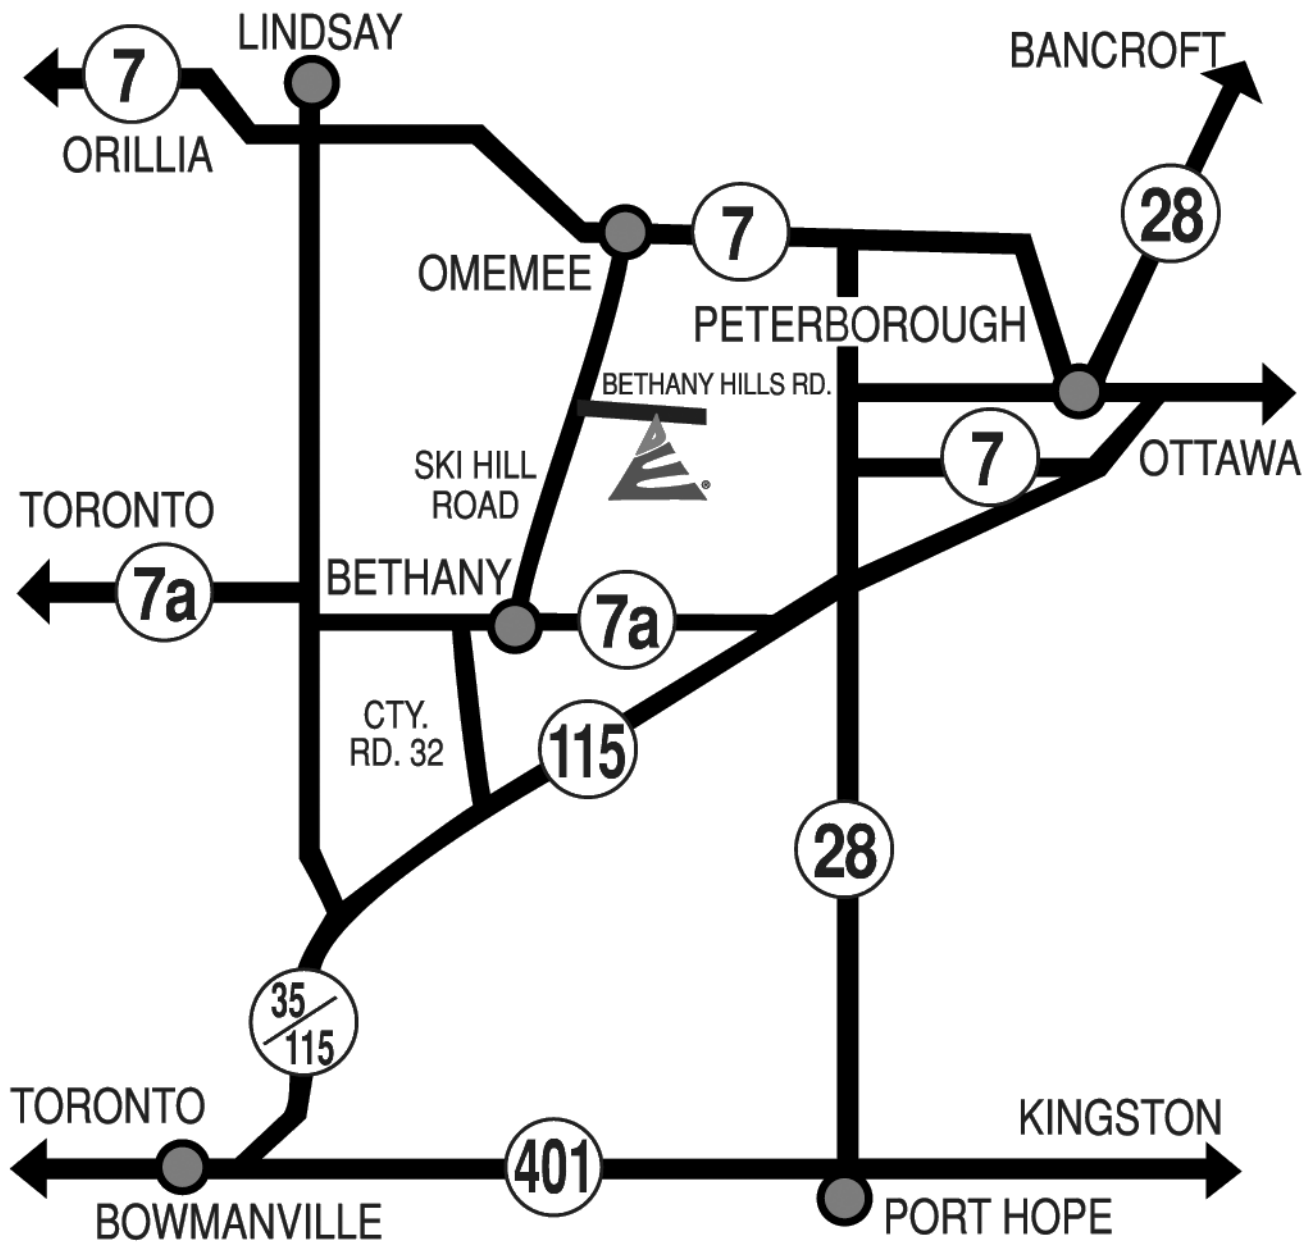 LINDSAY
BANCROFT
7
ORILLIA
28
7
OMEMEE
PETERBOROUGH
BETHANY HILLS RD.
SKI HILL
ROAD
®
7
OTTAWA
TORONTO
7a
BETHANY
7a
CTY.
RD. 32
115
28
35
115
TORONTO
KINGSTON
401
BOWMANVILLE
PORT HOPE